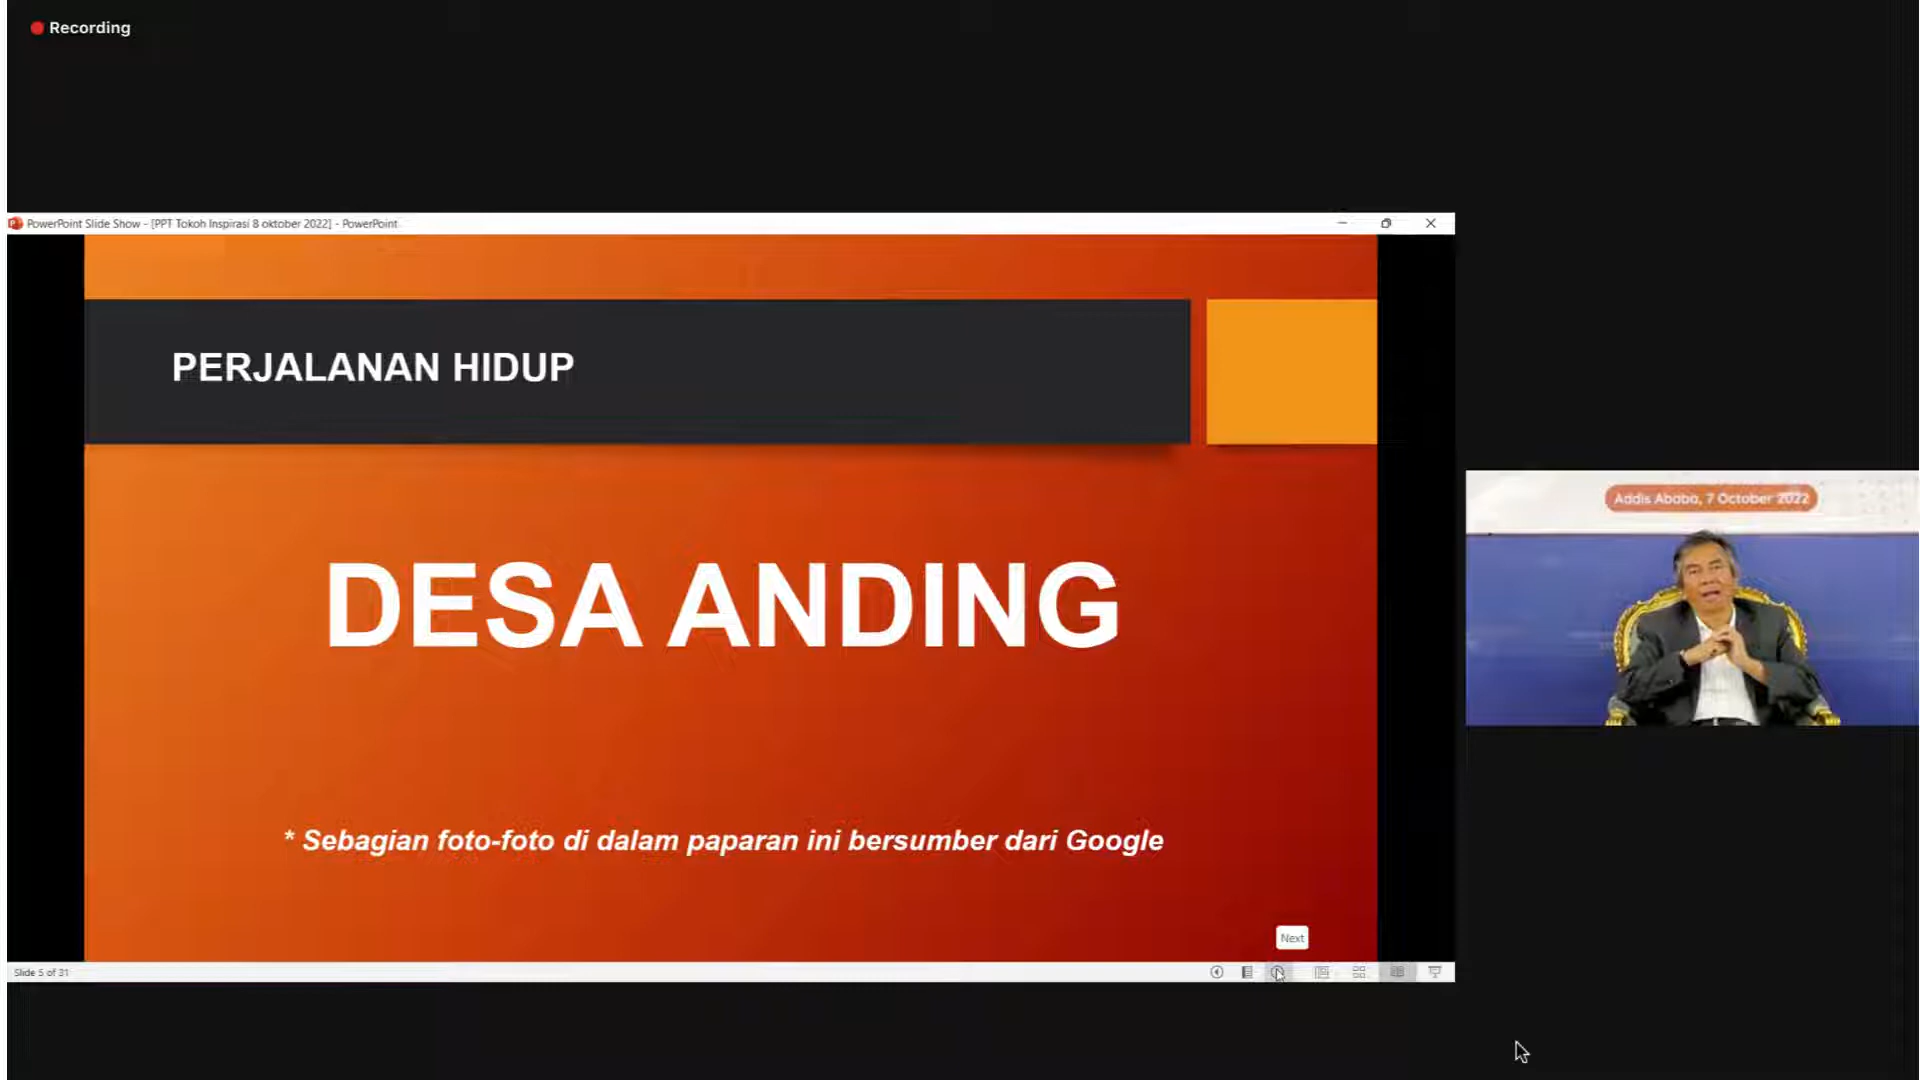 Recording
PowerPoint Slide Show - [PPT Tokoh Inspirasi 8 oktober 2022] - PowerPoint
PERJALANAN HIDUP
Addis Ababa, 7 October 2022
DESA ANDING
* Sebagian foto-foto di dalam paparan ini bersumber dari Google
Next
Slide 5 of 31